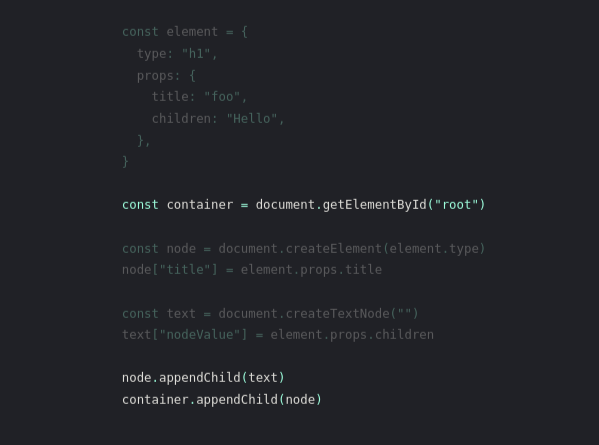 const element = {
  type: "h1",
  props: {
    title: "foo",
    children: "Hello",
  },
}
const container = document.getElementById("root")
const node = document.createElement(element.type)
node["title"] = element.props.title
const text = document.createTextNode("")
text["nodeValue"] = element.props.children
node.appendChild(text)
container.appendChild(node)